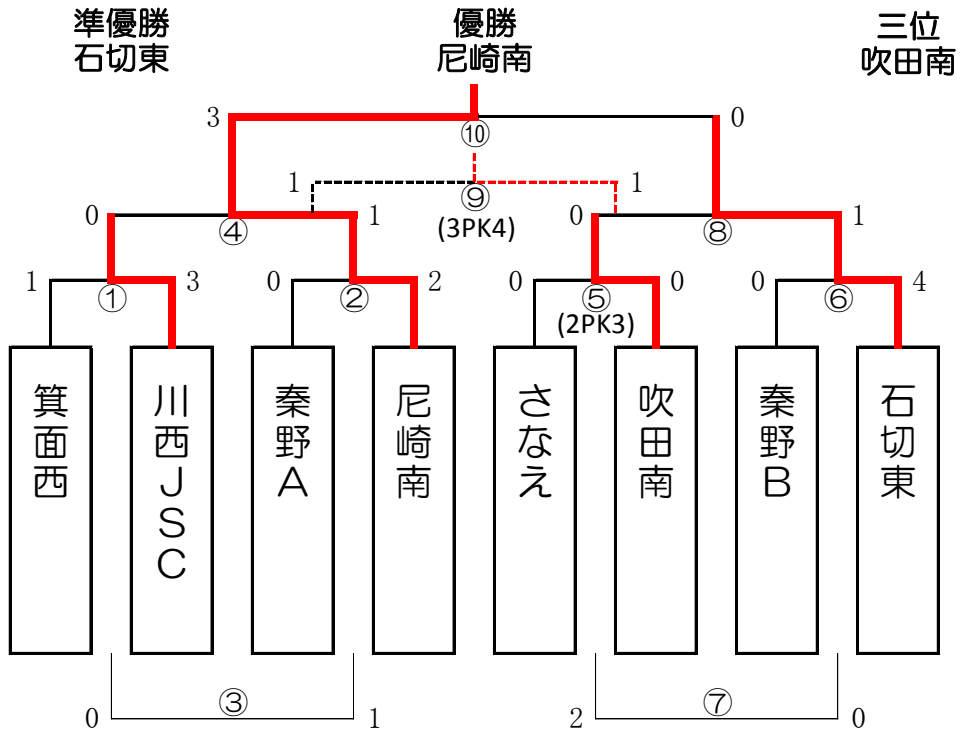 準優勝
石切東
優勝
尼崎南
三位
吹田南
3
⑩
0
1
⑨
1
(3PK4)
0
④
1
0
⑧
1
1
①
3
0
②
2
0
⑤
0
(2PK3)
0
⑥
4
箕面西
川西JSC
秦野A
尼崎南
さなえ
吹田南
秦野B
石切東
0
③
1
2
⑦
0